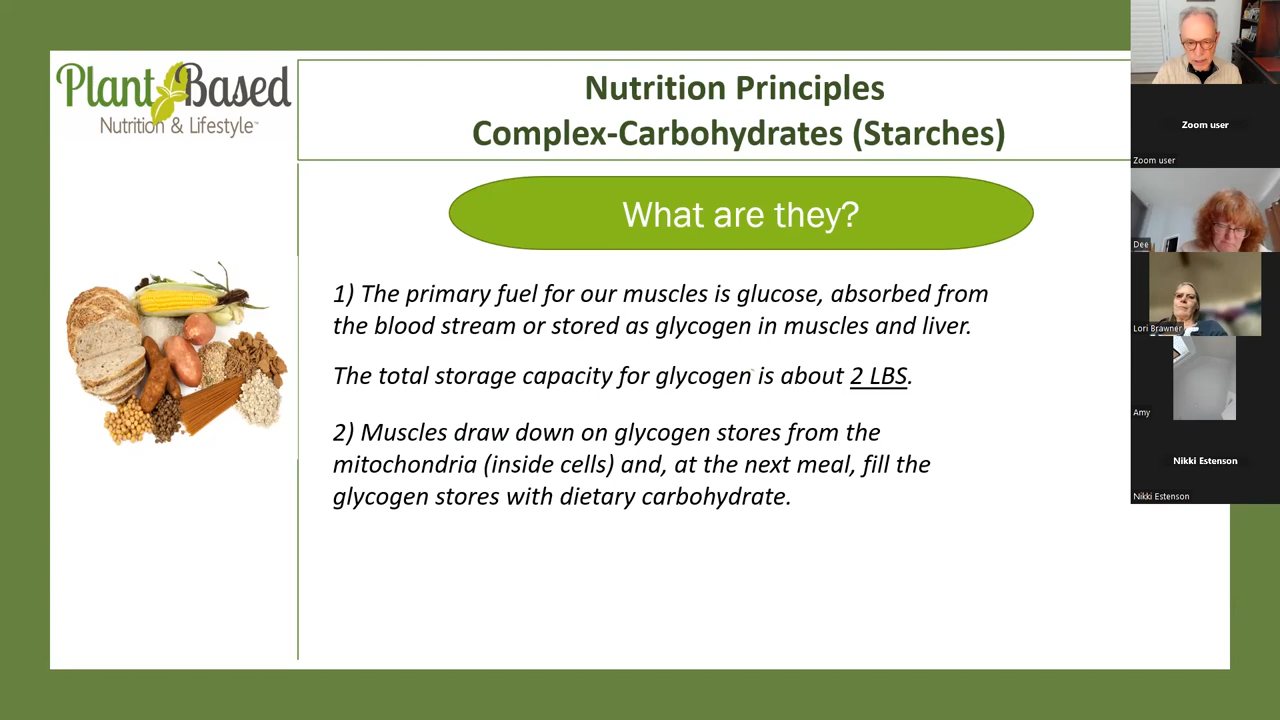 Plant Based
Nutrition & Lifestyle™
Nutrition Principles
Complex-Carbohydrates (Starches)
What are they?
1) The primary fuel for our muscles is glucose, absorbed from
the blood stream or stored as glycogen in muscles and liver.
The total storage capacity for glycogen is about 2 LBS.
2) Muscles draw down on glycogen stores from the
mitochondria (inside cells) and, at the next meal, fill the
glycogen stores with dietary carbohydrate.
Zoom user
Zoom user
Dee
Lori Brawner
Amy
Nikki Estenson
Nikki Estenson